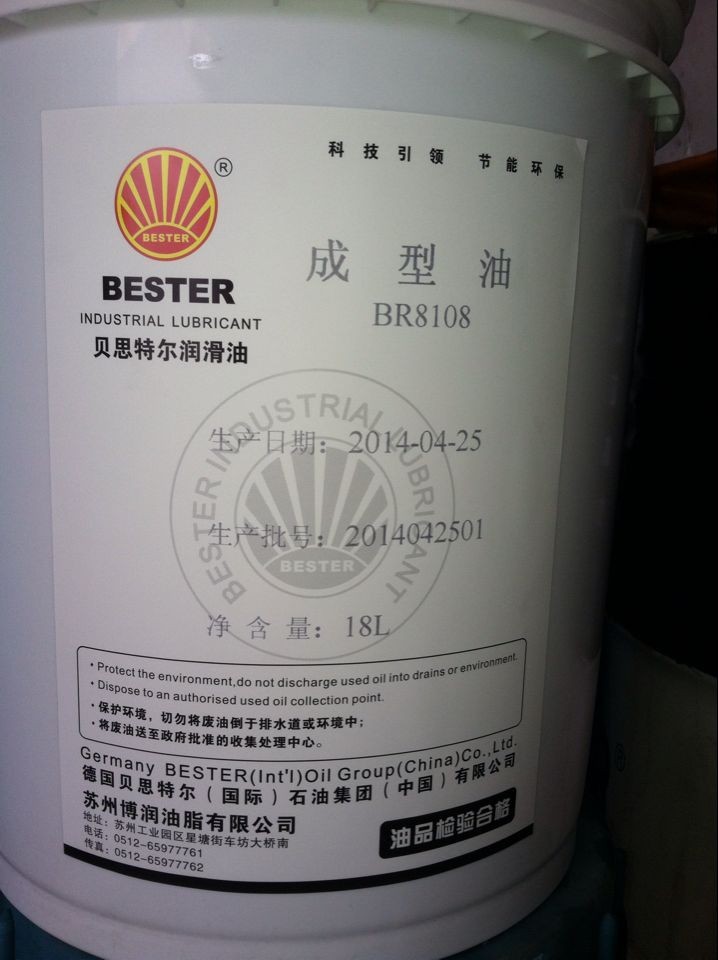 科技引领 节能环保
®
BESTER
BESTER
INDUSTRIAL LUBRICANT
贝思特尔润滑油
成型油
BR8108
BESTER INDUSTRIAL LUBRICANT
BESTER
生产日期：2014-04-25
生产批号：2014042501
净含量：18L
·Protect the environment,do not discharge used oil into drains or environment.
·Dispose to an authorised used oil collection point.
·保护环境，切勿将废油倒于排水道或环境中；
·将废油送至政府批准的收集处理中心。
Germany BESTER(Int'l)Oil Group(China)Co.,Ltd.
德国贝思特尔（国际）石油集团（中国）有限公司
苏州博润油脂有限公司
地址：苏州工业园区星塘街车坊大桥南
电话：0512-65977761
传真：0512-65977762
油品检验合格